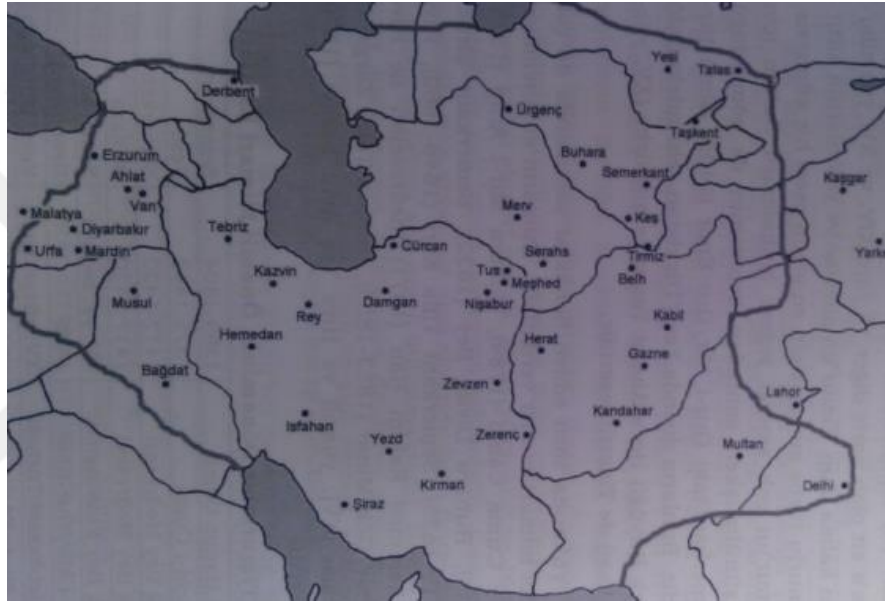 Yesi
Talas
Derbent
Ürgenç
Taşkent
Erzurum
Buhara
Ahlat
Semerkant
Kaşgar
Van
Malatya
Merv
Keş
Diyarbakır
Tebriz
Urfa
Mardin
Cürcan
Serahs
Tirmiz
Tus
Belh
Kazvin
Meşhed
Musul
Damgan
Nişabur
Rey
Kabil
Hemedan
Herat
Gazne
Bağdat
Zevzen
Lahor
Isfahan
Kandahar
Yezd
Zerenç
Multan
Kirman
Delhi
Şiraz